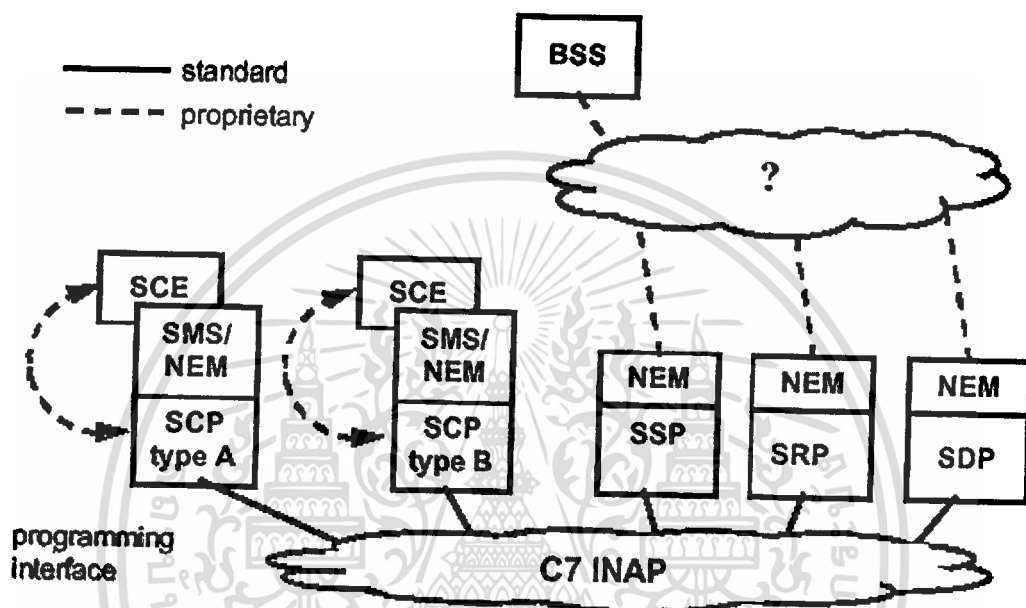 standard
proprietary
BSS
?
SCE
SMS/
NEM
SCP
type A
SCE
SMS/
NEM
SCP
type B
NEM
SSP
NEM
SRP
NEM
SDP
programming
interface
C7 INAP